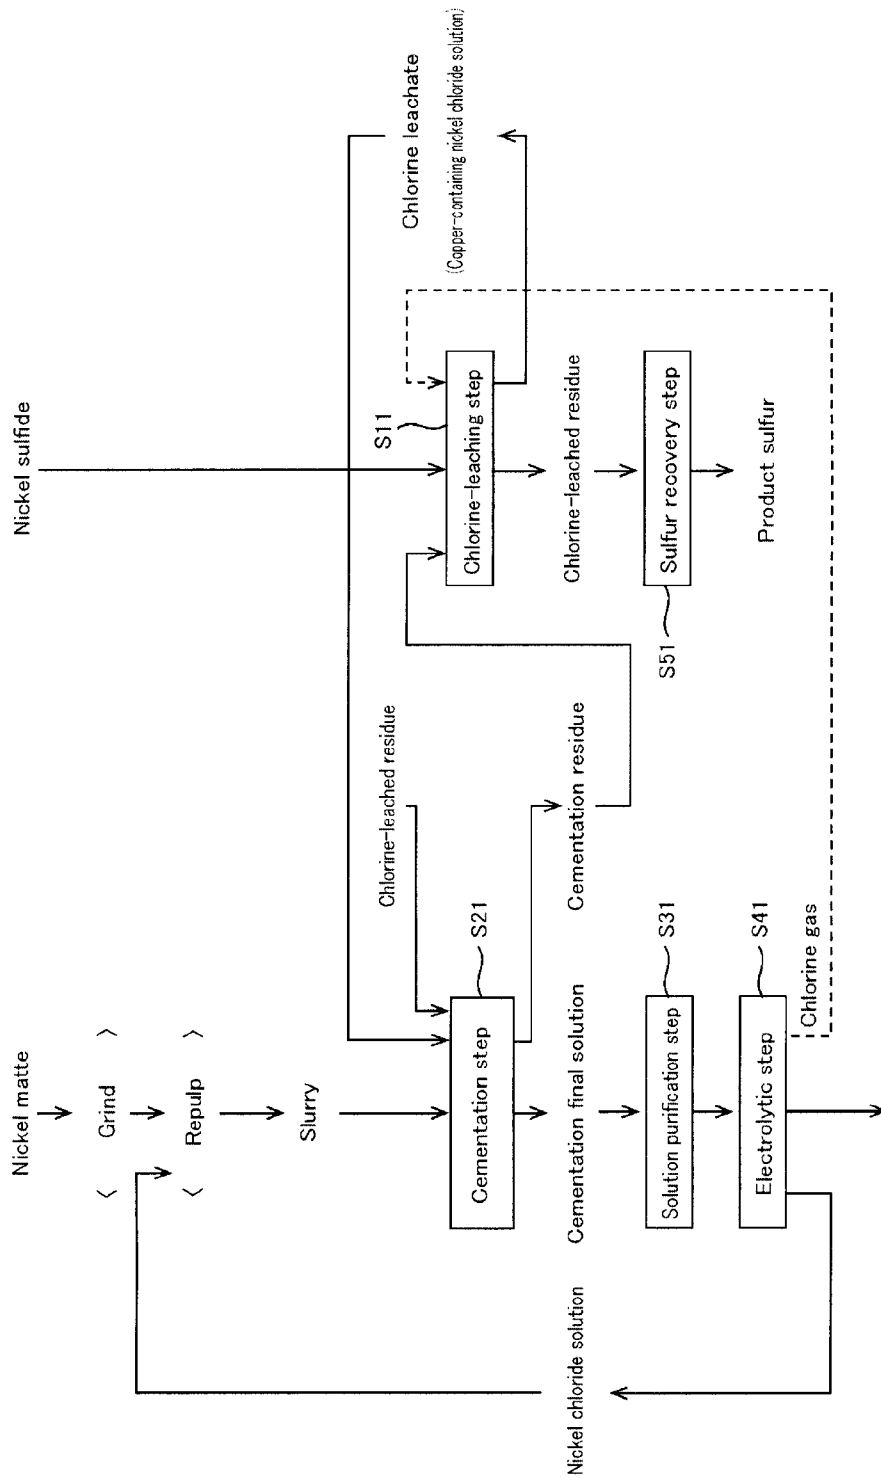 Nickel matte
< Grind >
< Repulp >
Slurry
Nickel sulfide
Chlorine-leached residue
Cementation step
S21
Cementation residue
Cementation final solution
Solution purification step
S31
Electrolytic step
S41
Chlorine gas
Nickel chloride solution
S11
Chlorine-leaching step
Chlorine-leached residue
Sulfur recovery step
S51
Product sulfur
Chlorine leachate
(Copper-containing nickel chloride solution)